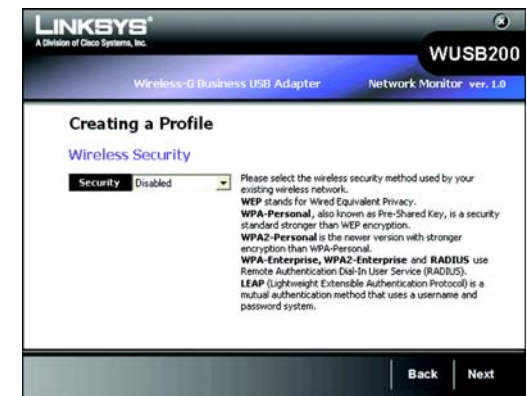 LINKSYS®
A Division of Cisco Systems, Inc.
WUSB200
Wireless-G Business USB Adapter
Network Monitor ver. 1.0
Creating a Profile
Wireless Security
Security Disabled
Please select the wireless security method used by your
existing wireless network.
WEP stands for Wired Equivalent Privacy.
WPA-Personal, also known as Pre-Shared Key, is a security
standard stronger than WEP encryption.
WPA2-Personal is the newer version with stronger
encryption than WPA-Personal.
WPA-Enterprise, WPA2-Enterprise and RADIUS use
Remote Authentication Dial-In User Service (RADIUS).
LEAP (Lightweight Extensible Authentication Protocol) is a
mutual authentication method that uses a username and
password system.
Back Next